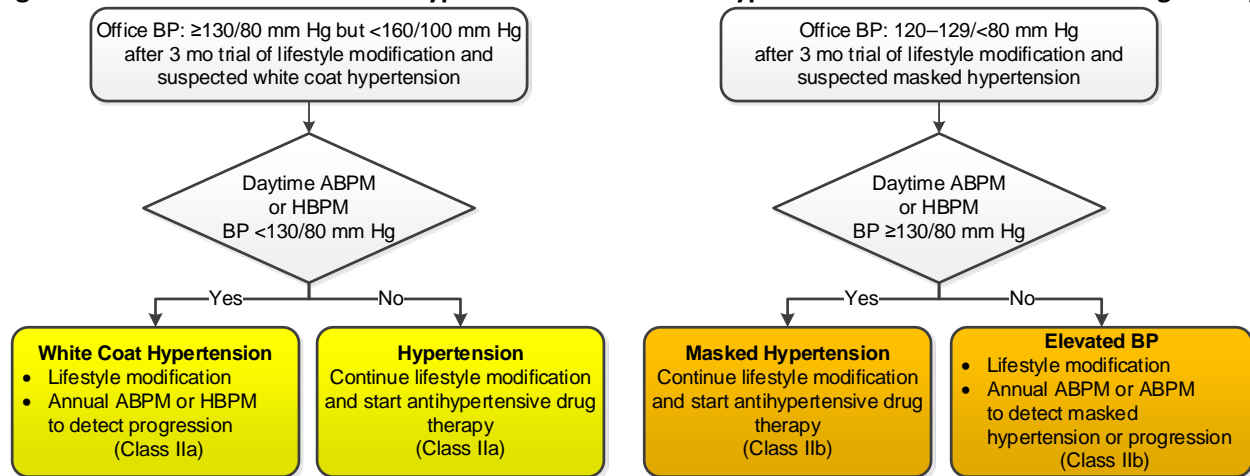 Office BP: ≥130/80 mm Hg but <160/100 mm Hg
after 3 mo trial of lifestyle modification and
suspected white coat hypertension
Daytime ABPM
or HBPM
BP <130/80 mm Hg
Yes
No
White Coat Hypertension
• Lifestyle modification
• Annual ABPM or HBPM
to detect progression
(Class IIa)
Hypertension
Continue lifestyle modification
and start antihypertensive drug
therapy
(Class IIa)
Office BP: 120–129/<80 mm Hg
after 3 mo trial of lifestyle modification and
suspected masked hypertension
Daytime ABPM
or HBPM
BP ≥130/80 mm Hg
Yes
No
Masked Hypertension
Continue lifestyle modification
and start antihypertensive drug
therapy
(Class IIb)
Elevated BP
• Lifestyle modification
• Annual ABPM or ABPM
to detect masked
hypertension or progression
(Class IIb)